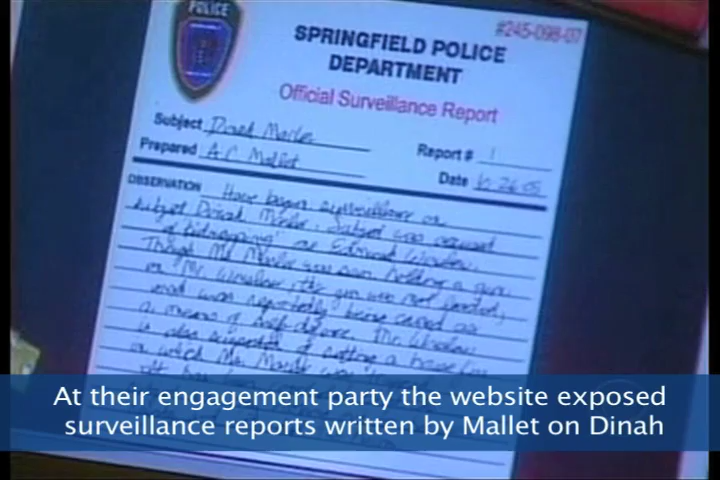 POLICE
#245-098-07
SPRINGFIELD POLICE
DEPARTMENT
Official Surveillance Report
Subject Dinah Marler
Report # 1
Prepared A.C. Mallet
Date
OBSERVATION Have begun surveillance on
subject Dinah Marler. Subject was accused
of "kidnapping" of Edmund Winslow.
Though Ms. Marler was seen holding a gun
on Mr. Winslow, the gun was not loaded,
and was reportedly being carried as
a means of self defense. Mr. Winslow
is also suspected of setting a house fire
in which Ms. Marler was
At their engagement party the website exposed
surveillance reports written by Mallet on Dinah